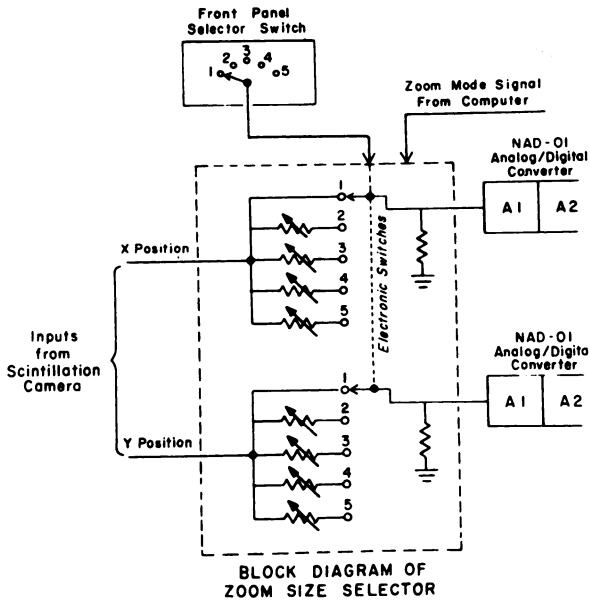 Front Panel
Selector Switch
1 2 3 4 5
Zoom Mode Signal
From Computer
NAD-01
Analog/Digital
Converter
A1 A2
1
2
3
4
5
X Position
Electronic Switches
Inputs
from
Scintillation
Camera
NAD-01
Analog/Digita
Converter
A1 A2
1
2
3
4
5
Y Position
BLOCK DIAGRAM OF
ZOOM SIZE SELECTOR